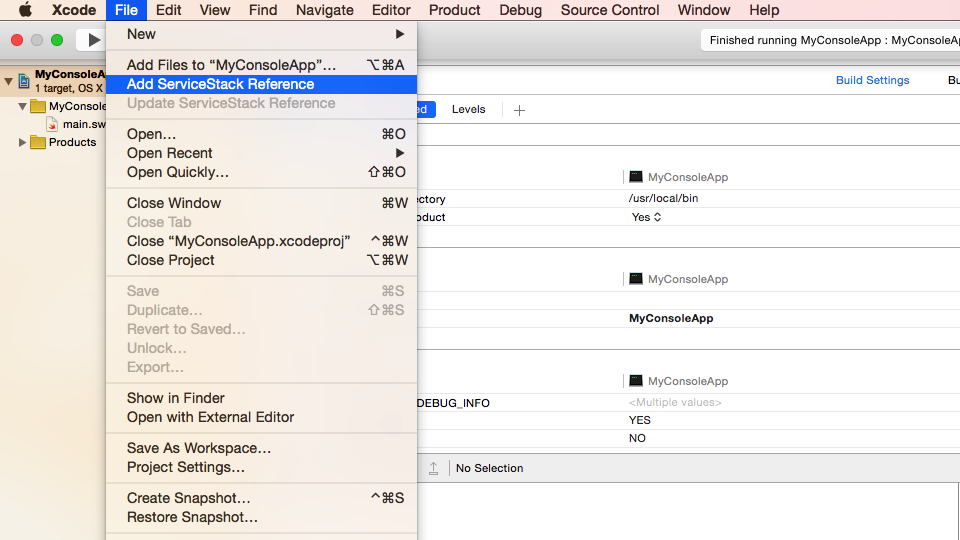 Xcode File Edit View Find Navigate Editor Product Debug Source Control Window Help
Finished running MyConsoleApp : MyConsoleAp
New
Add Files to “MyConsoleApp”… ⌥⌘A
Add ServiceStack Reference
Update ServiceStack Reference
Open… ⌘O
Open Recent
Open Quickly… ⇧⌘O
Close Window ⌘W
Close Tab
Close “MyConsoleApp.xcodeproj” ^⌘W
Close Project ⌥⌘W
Save ⌘S
Duplicate… ⇧⌘S
Revert to Saved…
Unlock…
Export…
Show in Finder
Open with External Editor
Save As Workspace…
Project Settings…
Create Snapshot… ^⌘S
Restore Snapshot…
MyConsoleA
1 target, OS X
MyConsole
main.sw
Products
Build Settings Bu
ed Levels
MyConsoleApp
ctory /usr/local/bin
oduct Yes
MyConsoleApp
MyConsoleApp
MyConsoleApp
DEBUG_INFO <Multiple values>
YES
NO
No Selection